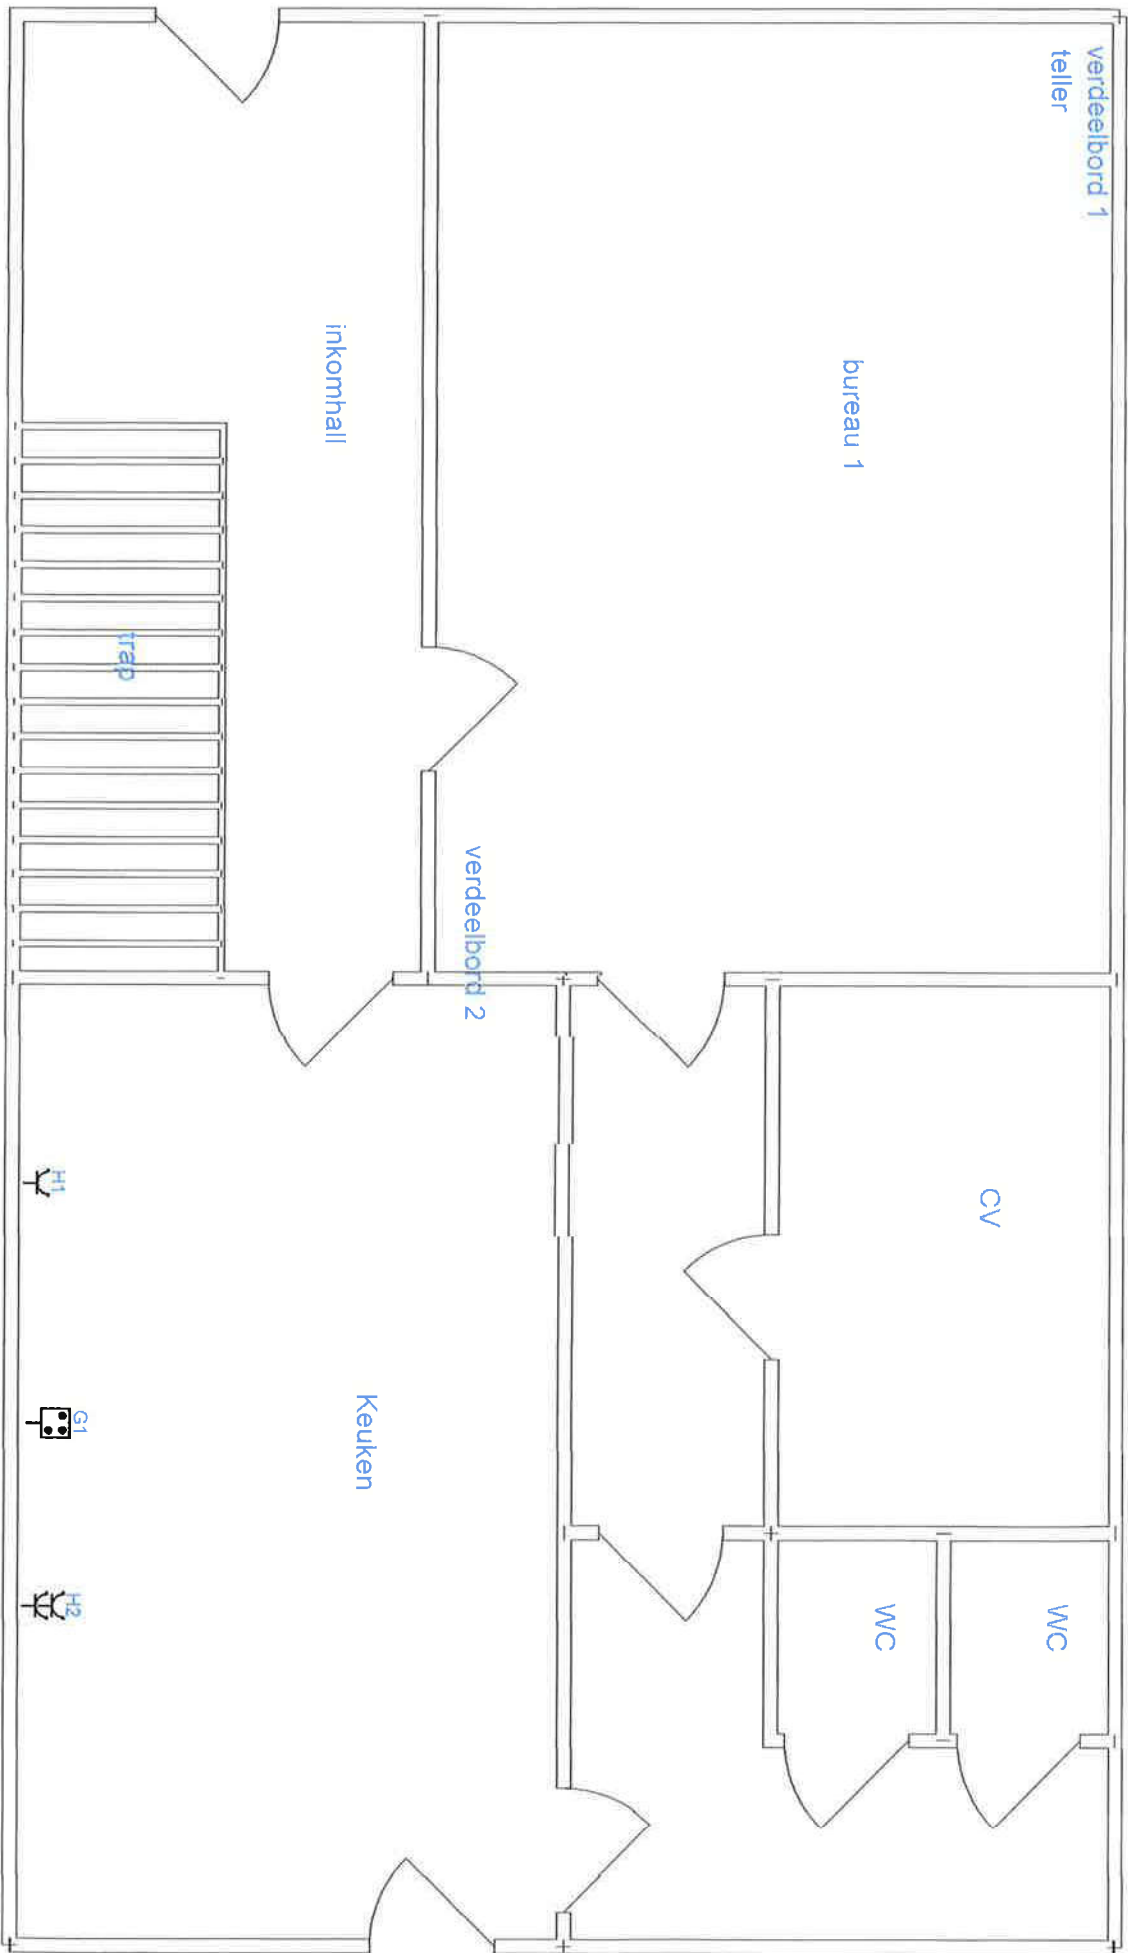 verdeelbord 1
teller
bureau 1
inkomhall
trap
verdeelbord 2
CV
H1
Keuken
G1
WC
WC
H2